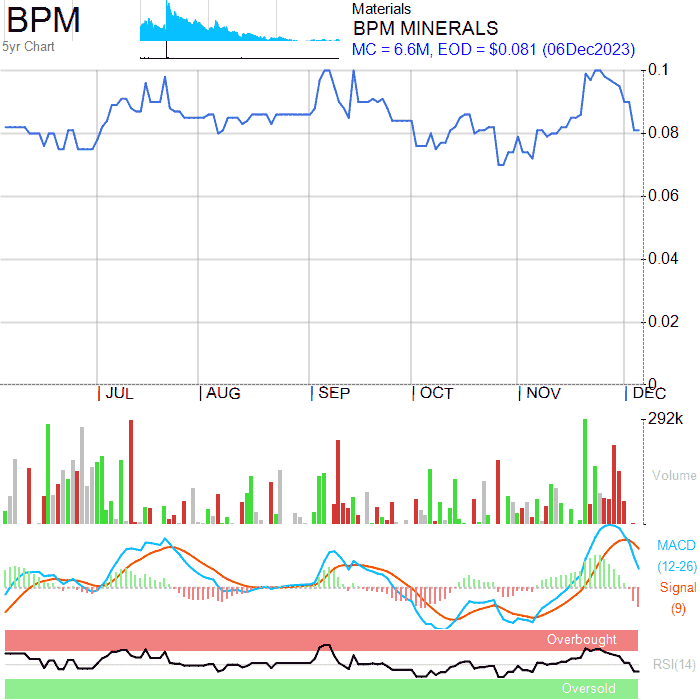 BPM
5yr Chart
Materials
BPM MINERALS
MC = 6.6M, EOD = $0.081 (06Dec2023)
0.1
0.08
0.06
0.04
0.02
0
JUL AUG SEP OCT NOV DEC
292k
Volume
MACD
(12-26)
Signal
(9)
Overbought
RSI(14)
Oversold